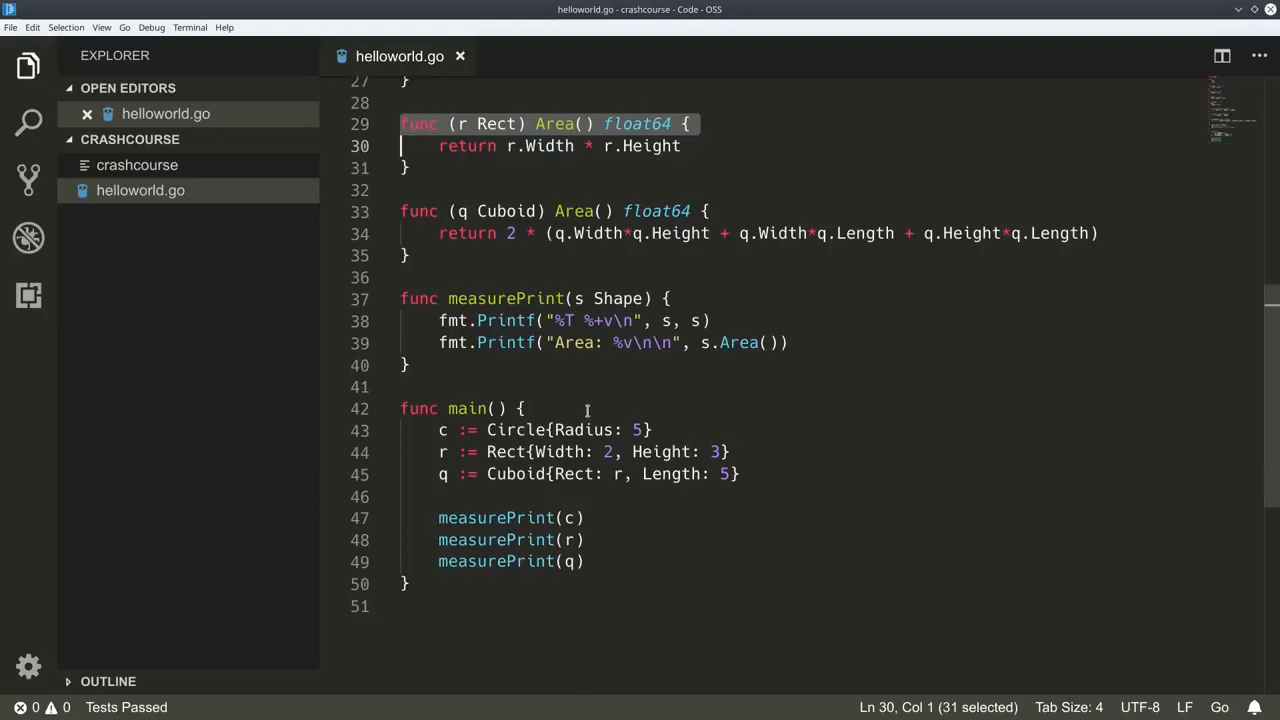 helloworld.go - crashcourse - Code - OSS
File Edit Selection View Go Debug Terminal Help
EXPLORER
helloworld.go
OPEN EDITORS
helloworld.go
CRASHCOURSE
crashcourse
helloworld.go
27 }
28
29 func (r Rect) Area() float64 {
30 return r.Width * r.Height
31 }
32
33 func (q Cuboid) Area() float64 {
34 return 2 * (q.Width*q.Height + q.Width*q.Length + q.Height*q.Length)
35 }
36
37 func measurePrint(s Shape) {
38 fmt.Printf("%T %+v\n", s, s)
39 fmt.Printf("Area: %v\n\n", s.Area())
40 }
41
42 func main() {
43 c := Circle{Radius: 5}
44 r := Rect{Width: 2, Height: 3}
45 q := Cuboid{Rect: r, Length: 5}
46
47 measurePrint(c)
48 measurePrint(r)
49 measurePrint(q)
50 }
51
OUTLINE
0 0 Tests Passed Ln 30, Col 1 (31 selected) Tab Size: 4 UTF-8 LF Go